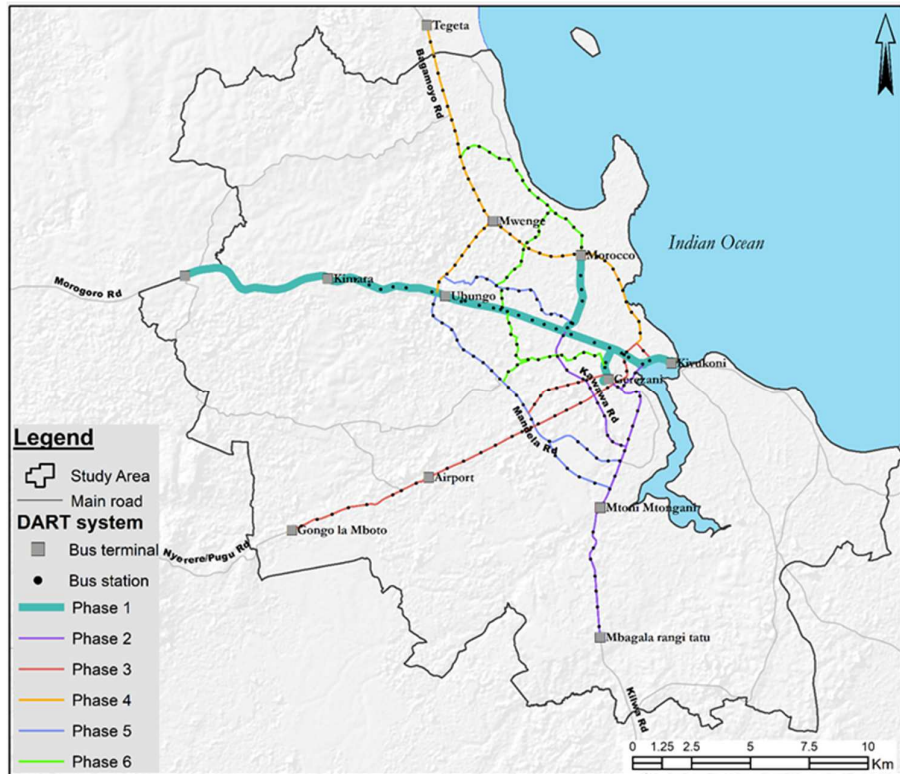 Tegeta
Bagamoyo Rd
Mwenge
Morocco
Indian Ocean
Morogoro Rd
Kimara
Ubungo
Kivukoni
Gerezani
Kawawa Rd
Mandela Rd
Airport
Mtoni Mtongani
Gongo la Mboto
Nyerere/Pugu Rd
Mbagala rangi tatu
Kilwa Rd
Legend
Study Area
Main road
DART system
Bus terminal
Bus station
Phase 1
Phase 2
Phase 3
Phase 4
Phase 5
Phase 6
0 1.25 2.5 5 7.5 10
Km